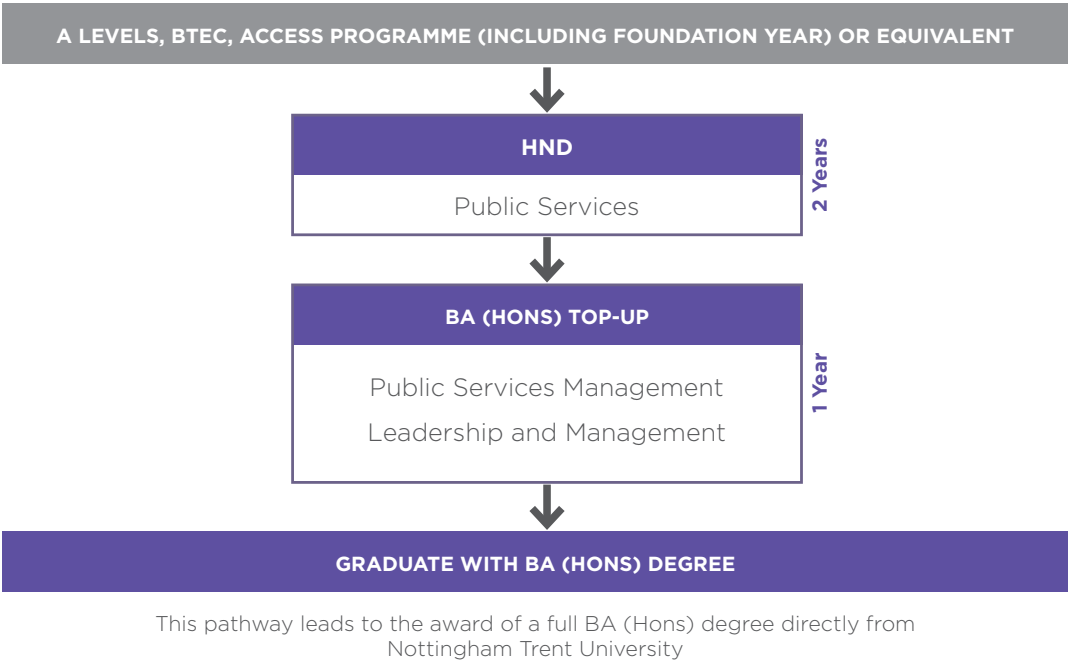 A LEVELS, BTEC, ACCESS PROGRAMME (INCLUDING FOUNDATION YEAR) OR EQUIVALENT
HND
Public Services
2 Years
BA (HONS) TOP-UP
Public Services Management
Leadership and Management
1 Year
GRADUATE WITH BA (HONS) DEGREE
This pathway leads to the award of a full BA (Hons) degree directly from
Nottingham Trent University